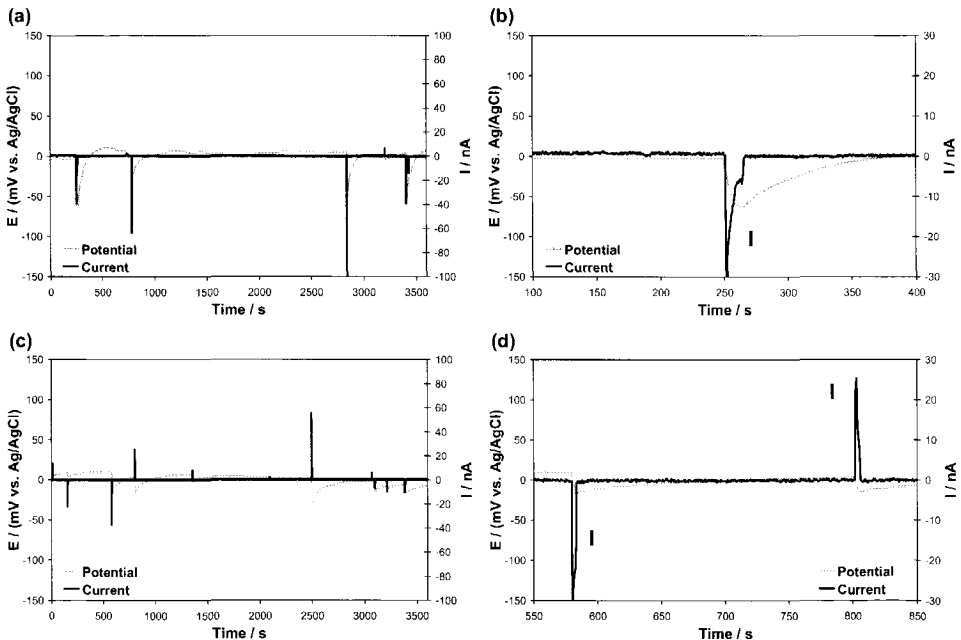 (a)
150
100
50
0
-50
-100
-150
E / (mV vs. Ag/AgCl)
100
80
60
40
20
0
-20
-40
-60
-80
-100
I / nA
Potential
Current
0 500 1000 1500 2000 2500 3000 3500
Time / s
(b)
150
100
50
0
-50
-100
-150
E / (mV vs. Ag/AgCl)
30
20
10
0
-10
-20
-30
I / nA
I
Potential
Current
100 150 200 250 300 350 400
Time / s
(c)
150
100
50
0
-50
-100
-150
E / (mV vs. Ag/AgCl)
100
80
60
40
20
0
-20
-40
-60
-80
-100
I / nA
Potential
Current
0 500 1000 1500 2000 2500 3000 3500
Time / s
(d)
150
100
50
0
-50
-100
-150
E / (mV vs. Ag/AgCl)
30
20
10
0
-10
-20
-30
I / nA
I
I
Potential
Current
550 600 650 700 750 800 850
Time / s